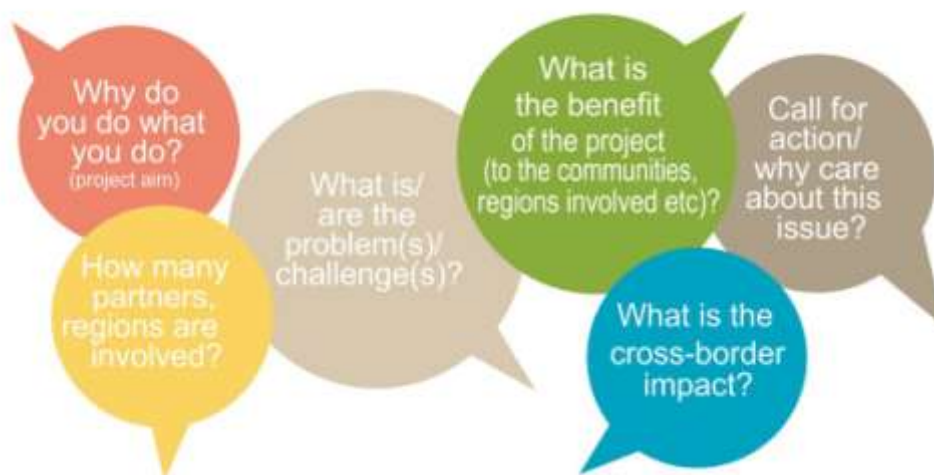 Why do
you do what
you do?
(project aim)
How many
partners,
regions are
involved?
What is/
are the
problem(s)/
challenge(s)?
What is
the benefit
of the project
(to the communities,
regions involved etc)?
What is the
cross-border
impact?
Call for
action/
why care
about this
issue?